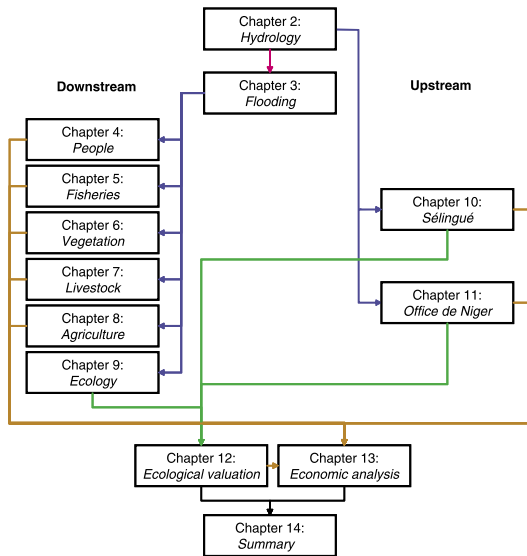 Chapter 2:
Hydrology
Chapter 3:
Flooding
Downstream
Upstream
Chapter 4:
People
Chapter 5:
Fisheries
Chapter 6:
Vegetation
Chapter 7:
Livestock
Chapter 8:
Agriculture
Chapter 9:
Ecology
Chapter 10:
Sélingué
Chapter 11:
Office de Niger
Chapter 12:
Ecological valuation
Chapter 13:
Economic analysis
Chapter 14:
Summary